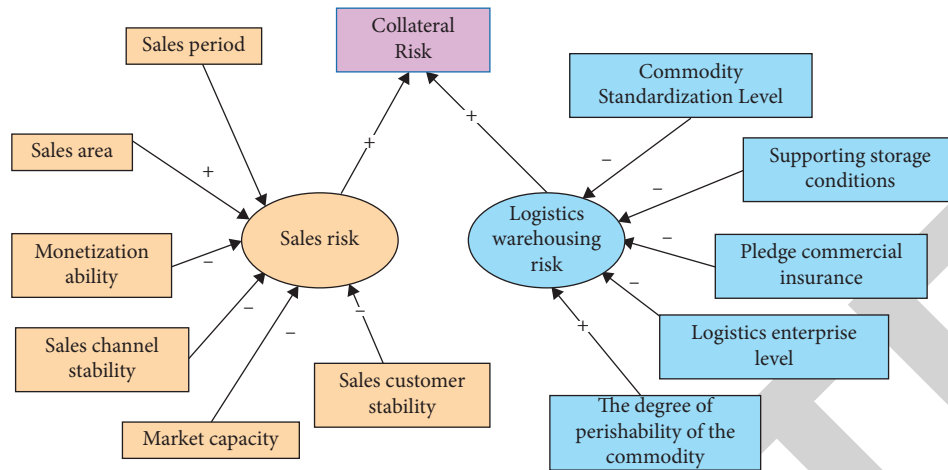 Sales period
Collateral
Risk
Commodity
Standardization Level
Sales area
+
+
+
–
Supporting storage
conditions
–
Monetization
ability
–
Sales risk
Logistics
warehousing
risk
–
Pledge commercial
insurance
–
Sales channel
stability
–
–
–
+
Logistics enterprise
level
Sales customer
stability
Market capacity
The degree of
perishability of the
commodity